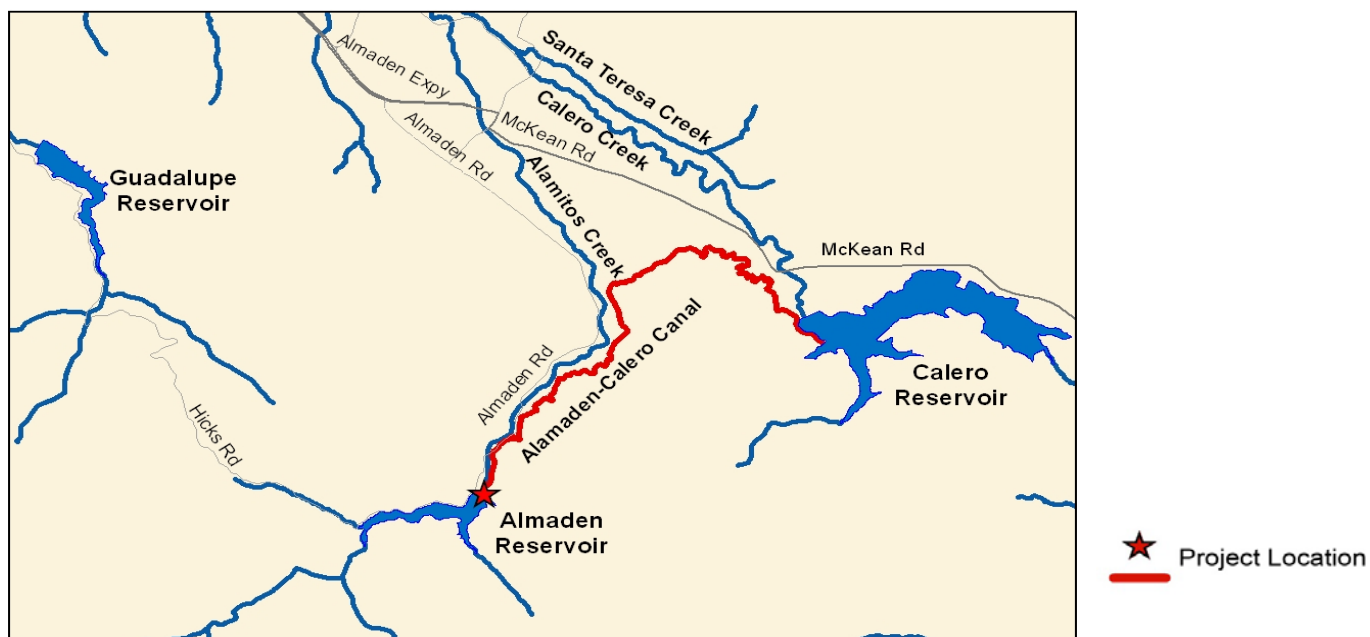 Santa Teresa Creek
Almaden Expy
Calero Creek
McKean Rd
Almaden Rd
Guadalupe
Reservoir
Alamitos Creek
McKean Rd
Alamaden-Calero Canal
Almaden Rd
Calero
Reservoir
Hicks Rd
Almaden
Reservoir
Project Location